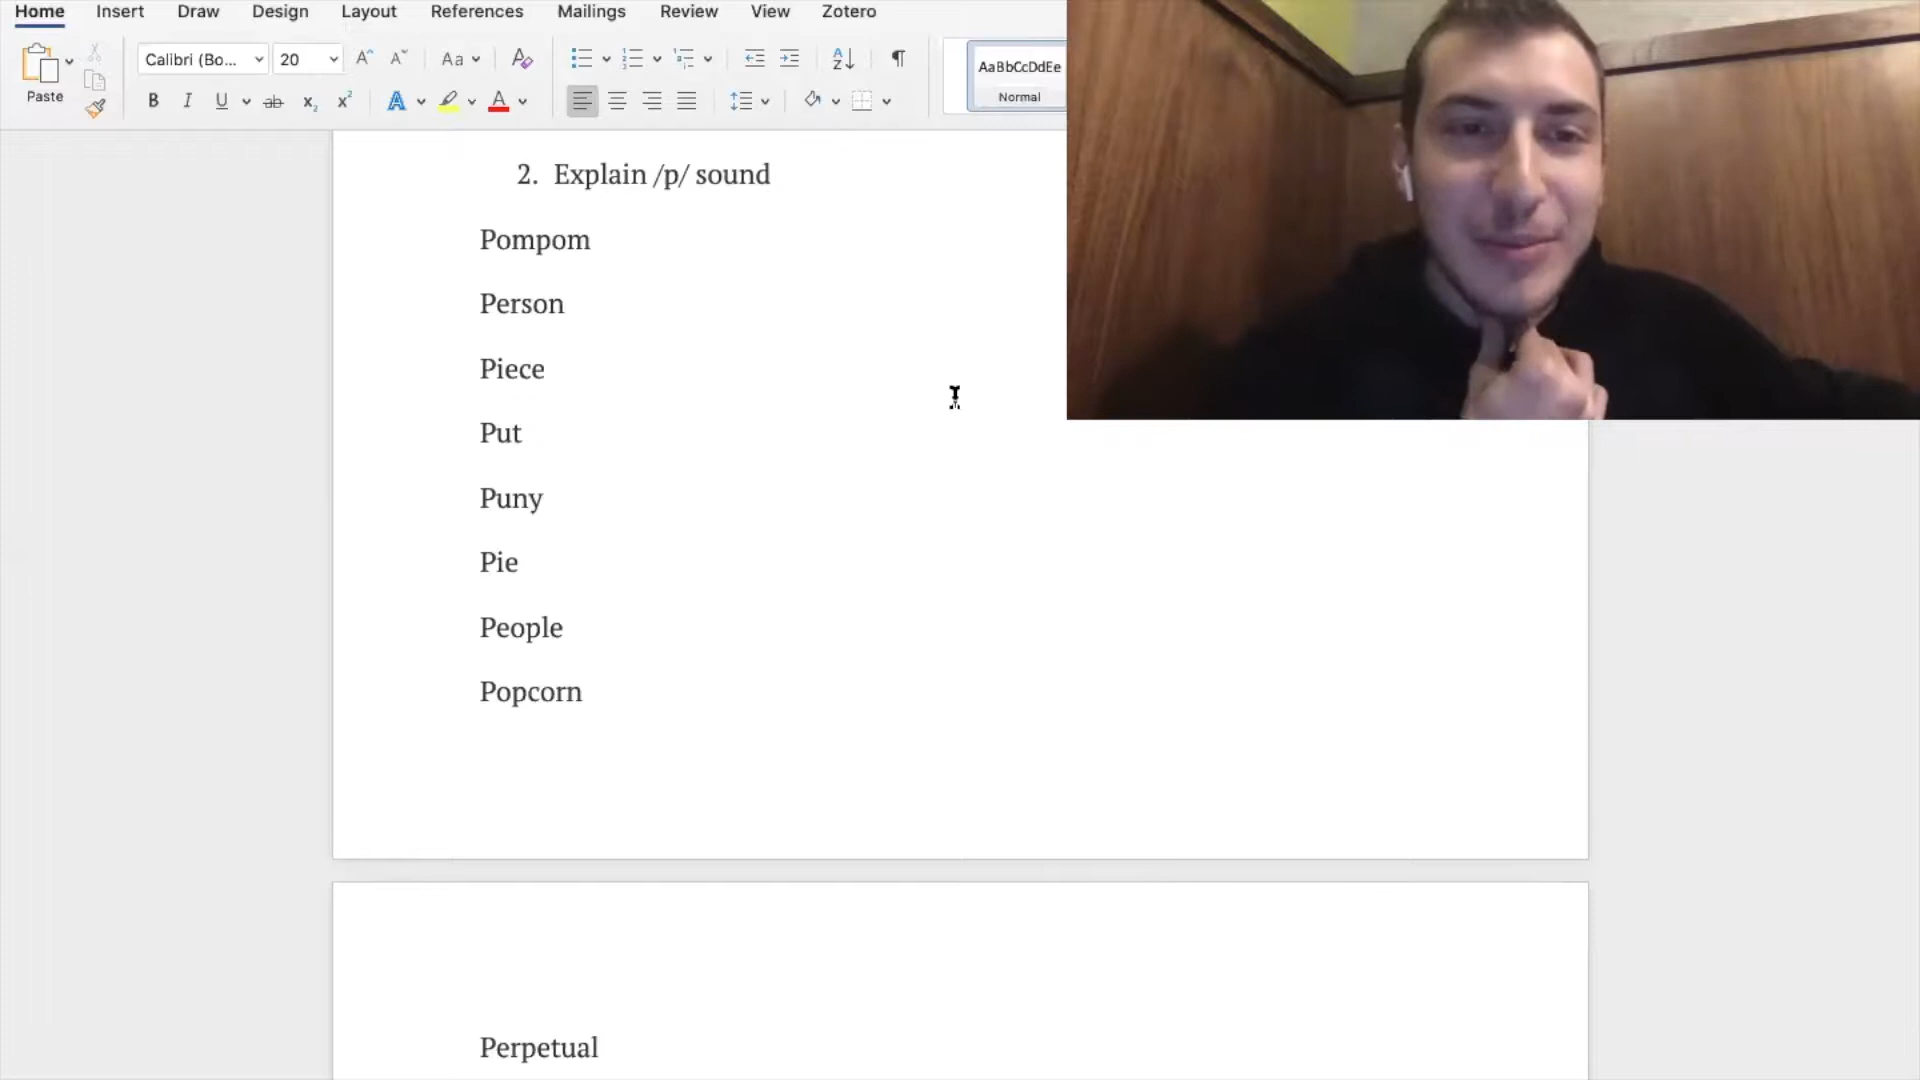 Home Insert Draw Design Layout References Mailings Review View Zotero
Paste
Calibri (Bo... 20
Aa
AaBbCcDdEe
Normal
2. Explain /p/ sound
Pompom
Person
Piece
Put
Puny
Pie
People
Popcorn
Perpetual